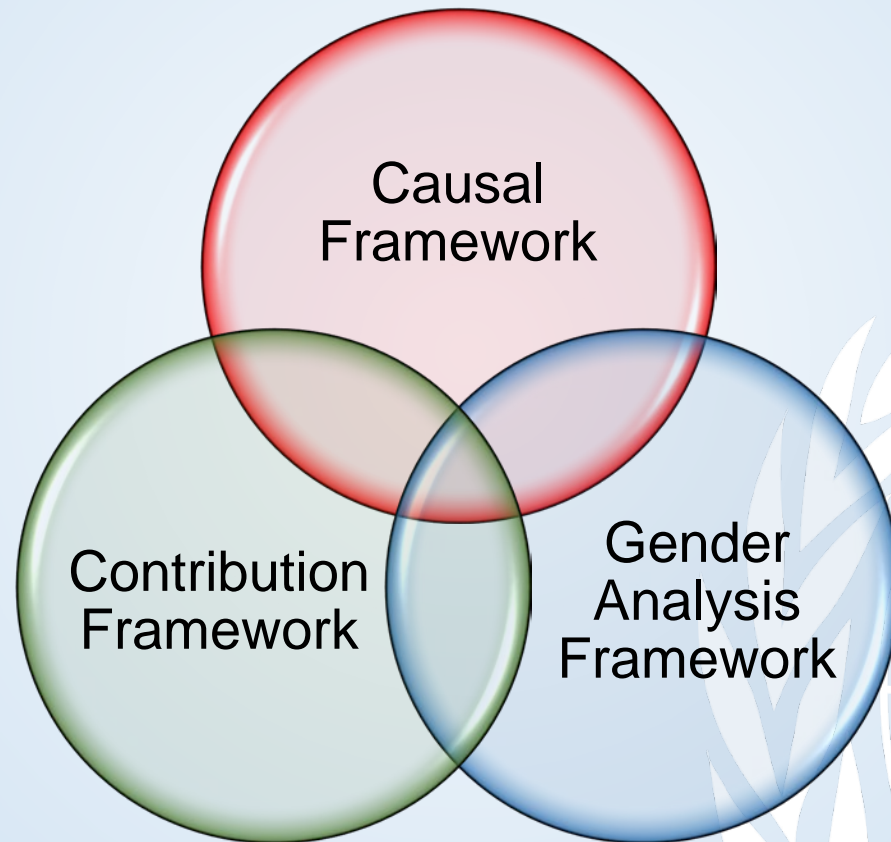 Causal
Framework
Contribution
Framework
Gender
Analysis
Framework